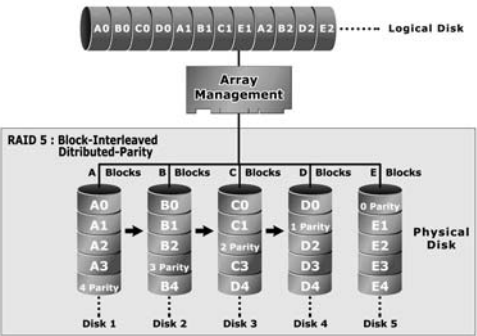 A0 B0 C0 D0 A1 B1 C1 E1 A2 B2 D2 E2 Logical Disk
Array
Management
RAID 5 : Block-Interleaved
Ditributed-Parity
A Blocks B Blocks C Blocks D Blocks E Blocks
A0 B0 C0 D0 0 Parity
A1 B1 C1 1 Parity E1
A2 B2 2 Parity D2 E2
A3 3 Parity C3 D3 E3
4 Parity B4 D4 D4 E4
Physical
Disk
Disk 1 Disk 2 Disk 3 Disk 4 Disk 5